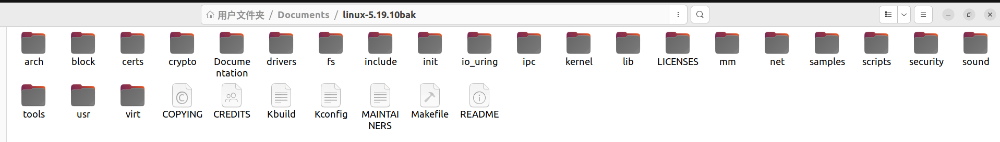 用户文件夹 / Documents / linux-5.19.10bak
arch block certs crypto Docume drivers fs include init io_uring ipc kernel lib LICENSES mm net samples scripts security sound
ntation
tools usr virt COPYING CREDITS Kbuild Kconfig MAINTAI Makefile README
NERS